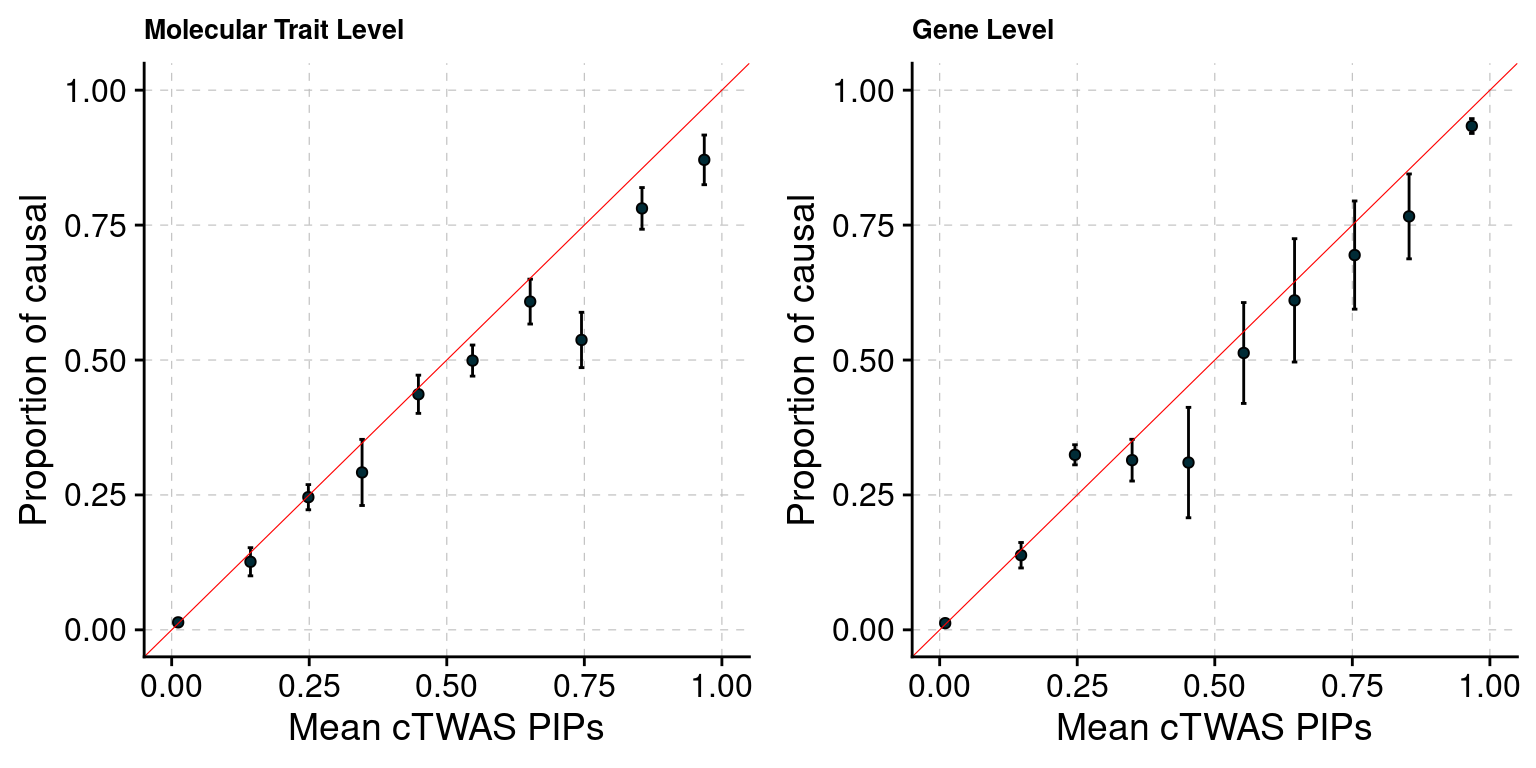 Molecular Trait Level
Proportion of causal
1.00
0.75
0.50
0.25
0.00
0.00 0.25 0.50 0.75 1.00
Mean cTWAS PIPs
Gene Level
Proportion of causal
1.00
0.75
0.50
0.25
0.00
0.00 0.25 0.50 0.75 1.00
Mean cTWAS PIPs